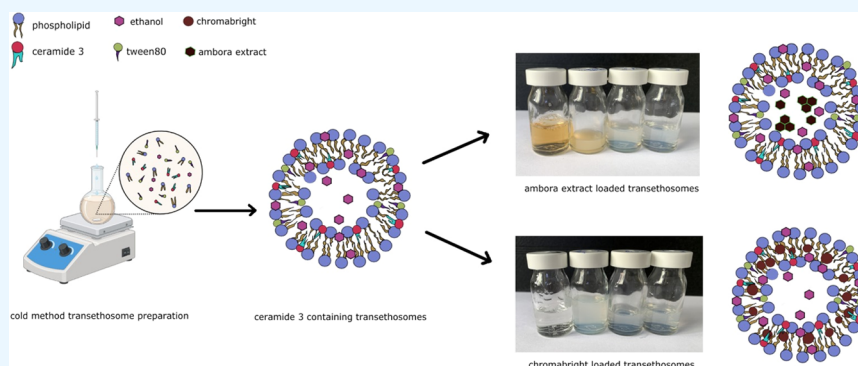 phospholipid
ethanol
chromabright
ceramide 3
tween80
ambora extract
ambora extract loaded transethosomes
cold method transethosome preparation
ceramide 3 containing transethosomes
chromabright loaded transethosomes